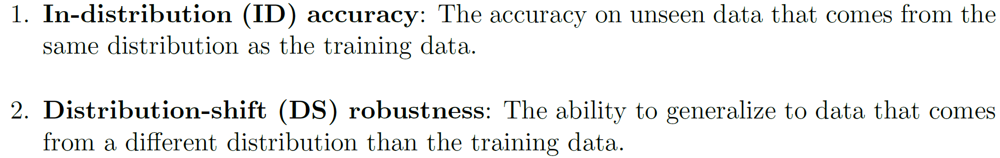 1. In-distribution (ID) accuracy: The accuracy on unseen data that comes from the
same distribution as the training data.
2. Distribution-shift (DS) robustness: The ability to generalize to data that comes
from a different distribution than the training data.